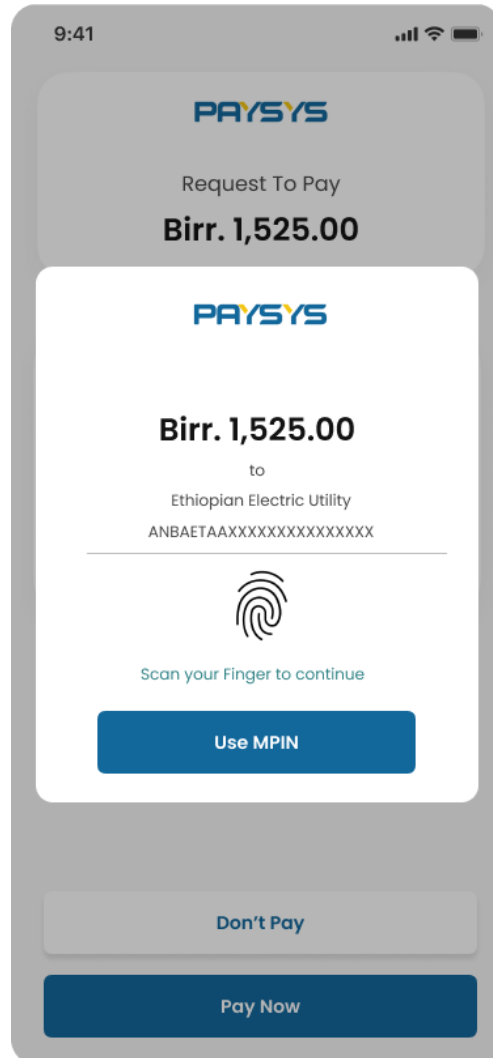 9:41
PAYSYS
Request To Pay
Birr. 1,525.00
PAYSYS
Birr. 1,525.00
to
Ethiopian Electric Utility
ANBAETAAXXXXXXXXXXXXXXX
Scan your Finger to continue
Use MPIN
Don't Pay
Pay Now